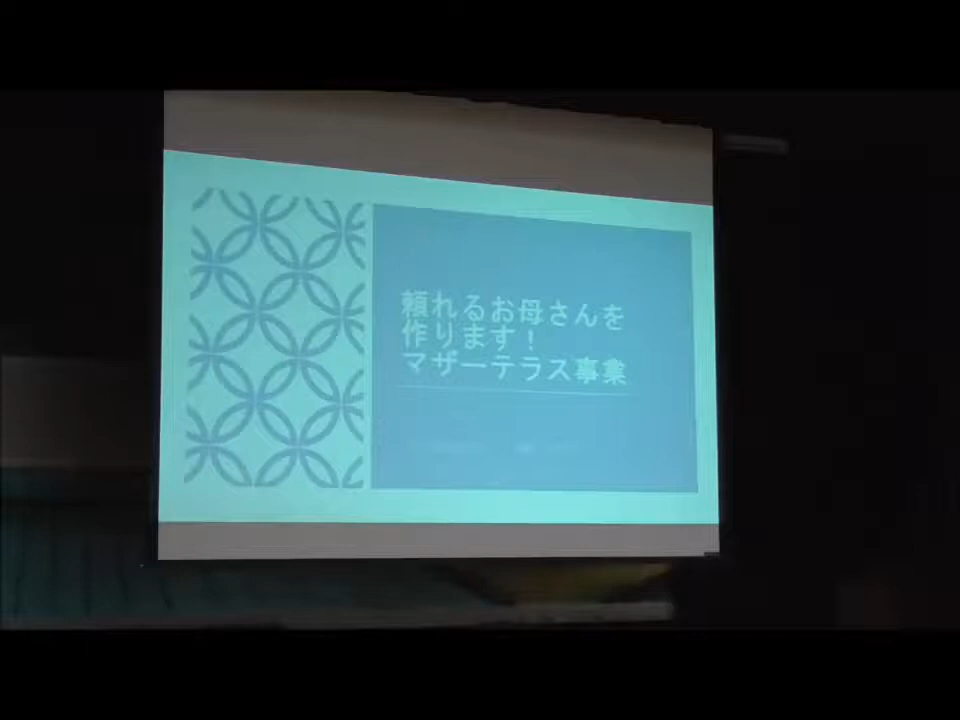 頼れるお母さんを
作ります！
マザーテラス事業